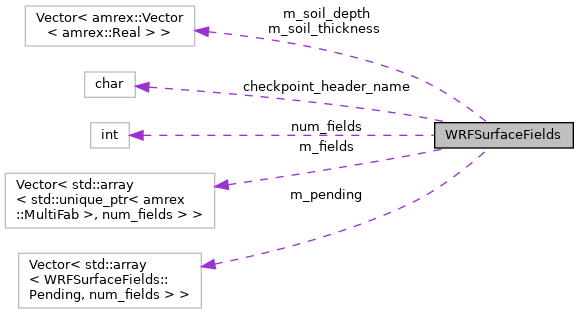 Vector< amrex::Vector
< amrex::Real > >
m_soil_depth
m_soil_thickness
char
checkpoint_header_name
int
num_fields
WRFSurfaceFields
m_fields
Vector< std::array
< std::unique_ptr< amrex
::MultiFab >, num_fields > >
m_pending
Vector< std::array
< WRFSurfaceFields::
Pending, num_fields > >